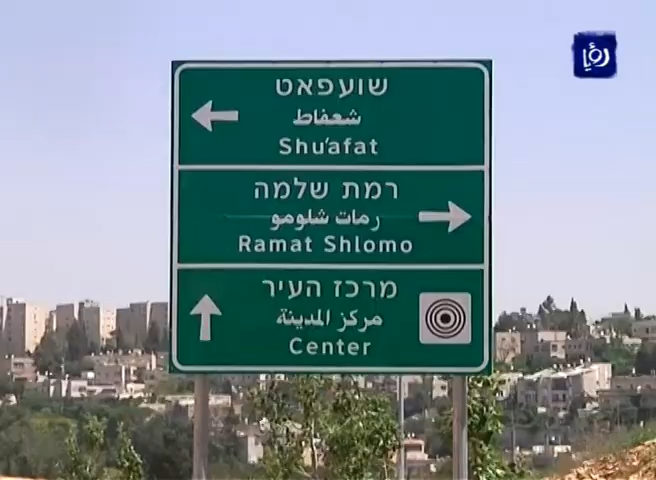 رؤيا
שועפאט
شعفاط
Shu'afat
רמת שלמה
رمات شلومو
Ramat Shlomo
מרכז העיר
مركز المدينة
Center